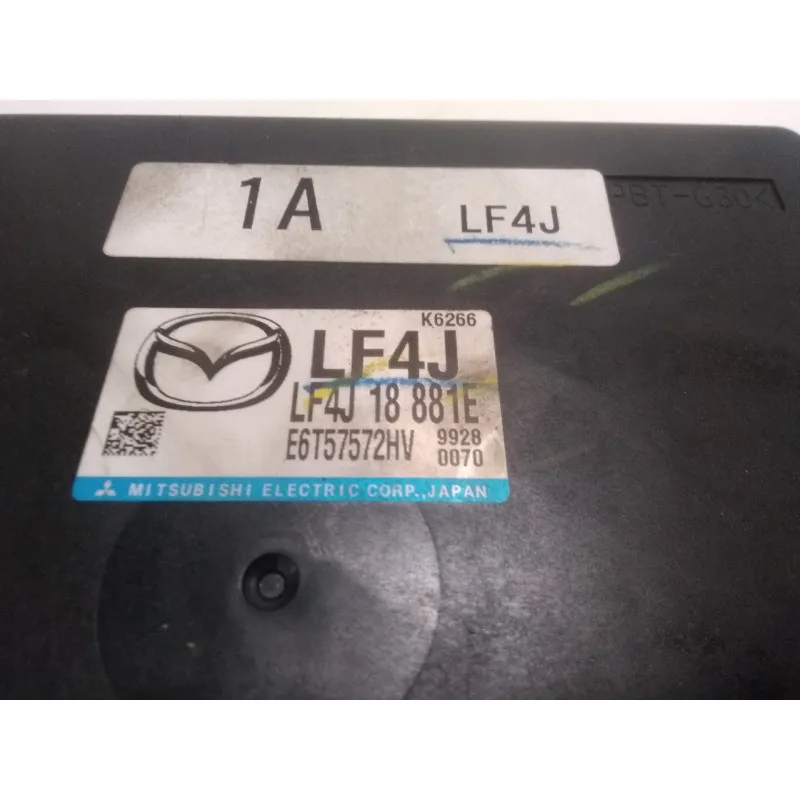 1A LF4J
PBT-G30<
K6266
LF4J
LF4J 18 881E
E6T57572HV 9928
0070
MITSUBISHI ELECTRIC CORP.,JAPAN